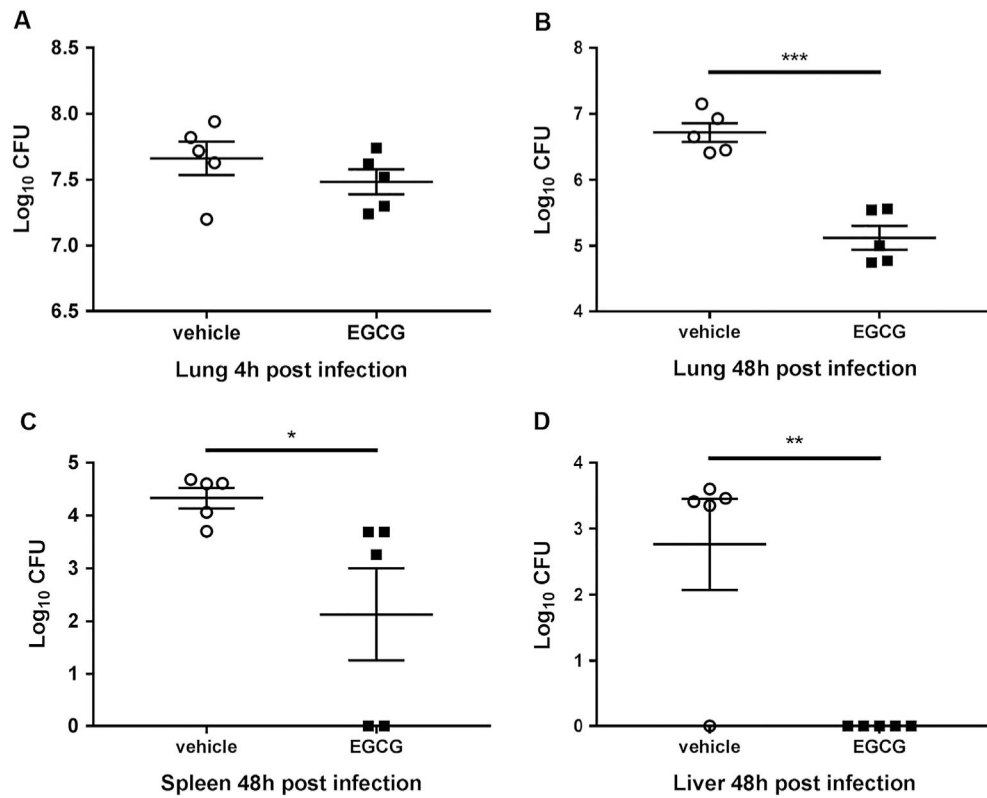 A
8.5
8.0
7.5
7.0
6.5
Log10 CFU
vehicle
EGCG
Lung 4h post infection
B
***
8
7
6
5
4
Log10 CFU
vehicle
EGCG
Lung 48h post infection
C
*
5
4
3
2
1
0
Log10 CFU
vehicle
EGCG
Spleen 48h post infection
D
**
4
3
2
1
0
Log10 CFU
vehicle
EGCG
Liver 48h post infection